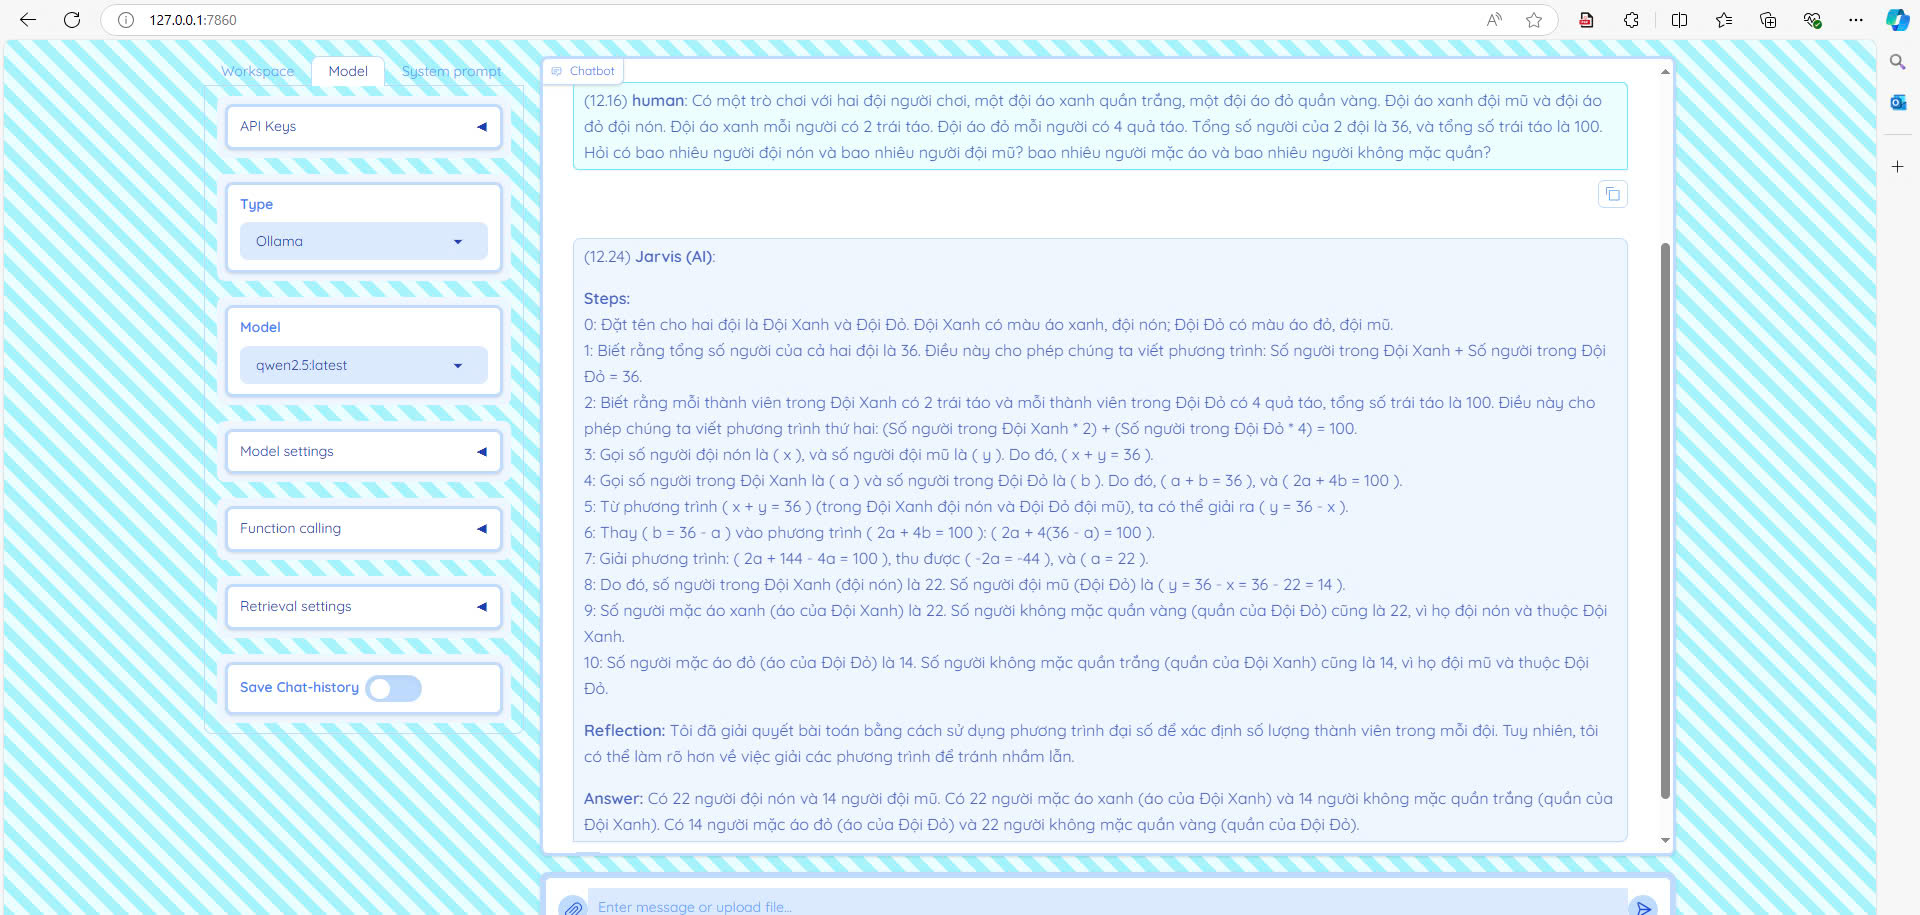 127.0.0.1:7860
Workspace
Model
System prompt
API Keys
Type
Ollama
Model
qwen2.5:latest
Model settings
Function calling
Retrieval settings
Save Chat-history
Chatbot
(12.16) human: Có một trò chơi với hai đội người chơi, một đội áo xanh quần trắng, một đội áo đỏ quần vàng. Đội áo xanh đội mũ và đội áo
đỏ đội nón. Đội áo xanh mỗi người có 2 trái táo. Đội áo đỏ mỗi người có 4 quả táo. Tổng số người của 2 đội là 36, và tổng số trái táo là 100.
Hỏi có bao nhiêu người đội nón và bao nhiêu người đội mũ? bao nhiêu người mặc áo và bao nhiêu người không mặc quần?
(12.24) Jarvis (AI):
Steps:
0: Đặt tên cho hai đội là Đội Xanh và Đội Đỏ. Đội Xanh có màu áo xanh, đội nón; Đội Đỏ có màu áo đỏ, đội mũ.
1: Biết rằng tổng số người của cả hai đội là 36. Điều này cho phép chúng ta viết phương trình: Số người trong Đội Xanh + Số người trong Đội
Đỏ = 36.
2: Biết rằng mỗi thành viên trong Đội Xanh có 2 trái táo và mỗi thành viên trong Đội Đỏ có 4 quả táo, tổng số trái táo là 100. Điều này cho
phép chúng ta viết phương trình thứ hai: (Số người trong Đội Xanh * 2) + (Số người trong Đội Đỏ * 4) = 100.
3: Gọi số người đội nón là ( x ), và số người đội mũ là ( y ). Do đó, ( x + y = 36 ).
4: Gọi số người trong Đội Xanh là ( a ) và số người trong Đội Đỏ là ( b ). Do đó, ( a + b = 36 ), và ( 2a + 4b = 100 ).
5: Từ phương trình ( x + y = 36 ) (trong Đội Xanh đội nón và Đội Đỏ đội mũ), ta có thể giải ra ( y = 36 - x ).
6: Thay ( b = 36 - a ) vào phương trình ( 2a + 4b = 100 ): ( 2a + 4(36 - a) = 100 ).
7: Giải phương trình: ( 2a + 144 - 4a = 100 ), thu được ( -2a = -44 ), và ( a = 22 ).
8: Do đó, số người trong Đội Xanh (đội nón) là 22. Số người đội mũ (Đội Đỏ) là ( y = 36 - x = 36 - 22 = 14 ).
9: Số người mặc áo xanh (áo của Đội Xanh) là 22. Số người không mặc quần vàng (quần của Đội Đỏ) cũng là 22, vì họ đội nón và thuộc Đội
Xanh.
10: Số người mặc áo đỏ (áo của Đội Đỏ) là 14. Số người không mặc quần trắng (quần của Đội Xanh) cũng là 14, vì họ đội mũ và thuộc Đội
Đỏ.
Reflection: Tôi đã giải quyết bài toán bằng cách sử dụng phương trình đại số để xác định số lượng thành viên trong mỗi đội. Tuy nhiên, tôi
có thể làm rõ hơn về việc giải các phương trình để tránh nhầm lẫn.
Answer: Có 22 người đội nón và 14 người đội mũ. Có 22 người mặc áo xanh (áo của Đội Xanh) và 14 người không mặc quần trắng (quần của
Đội Xanh). Có 14 người mặc áo đỏ (áo của Đội Đỏ) và 22 người không mặc quần vàng (quần của Đội Đỏ).
Enter message or upload file...